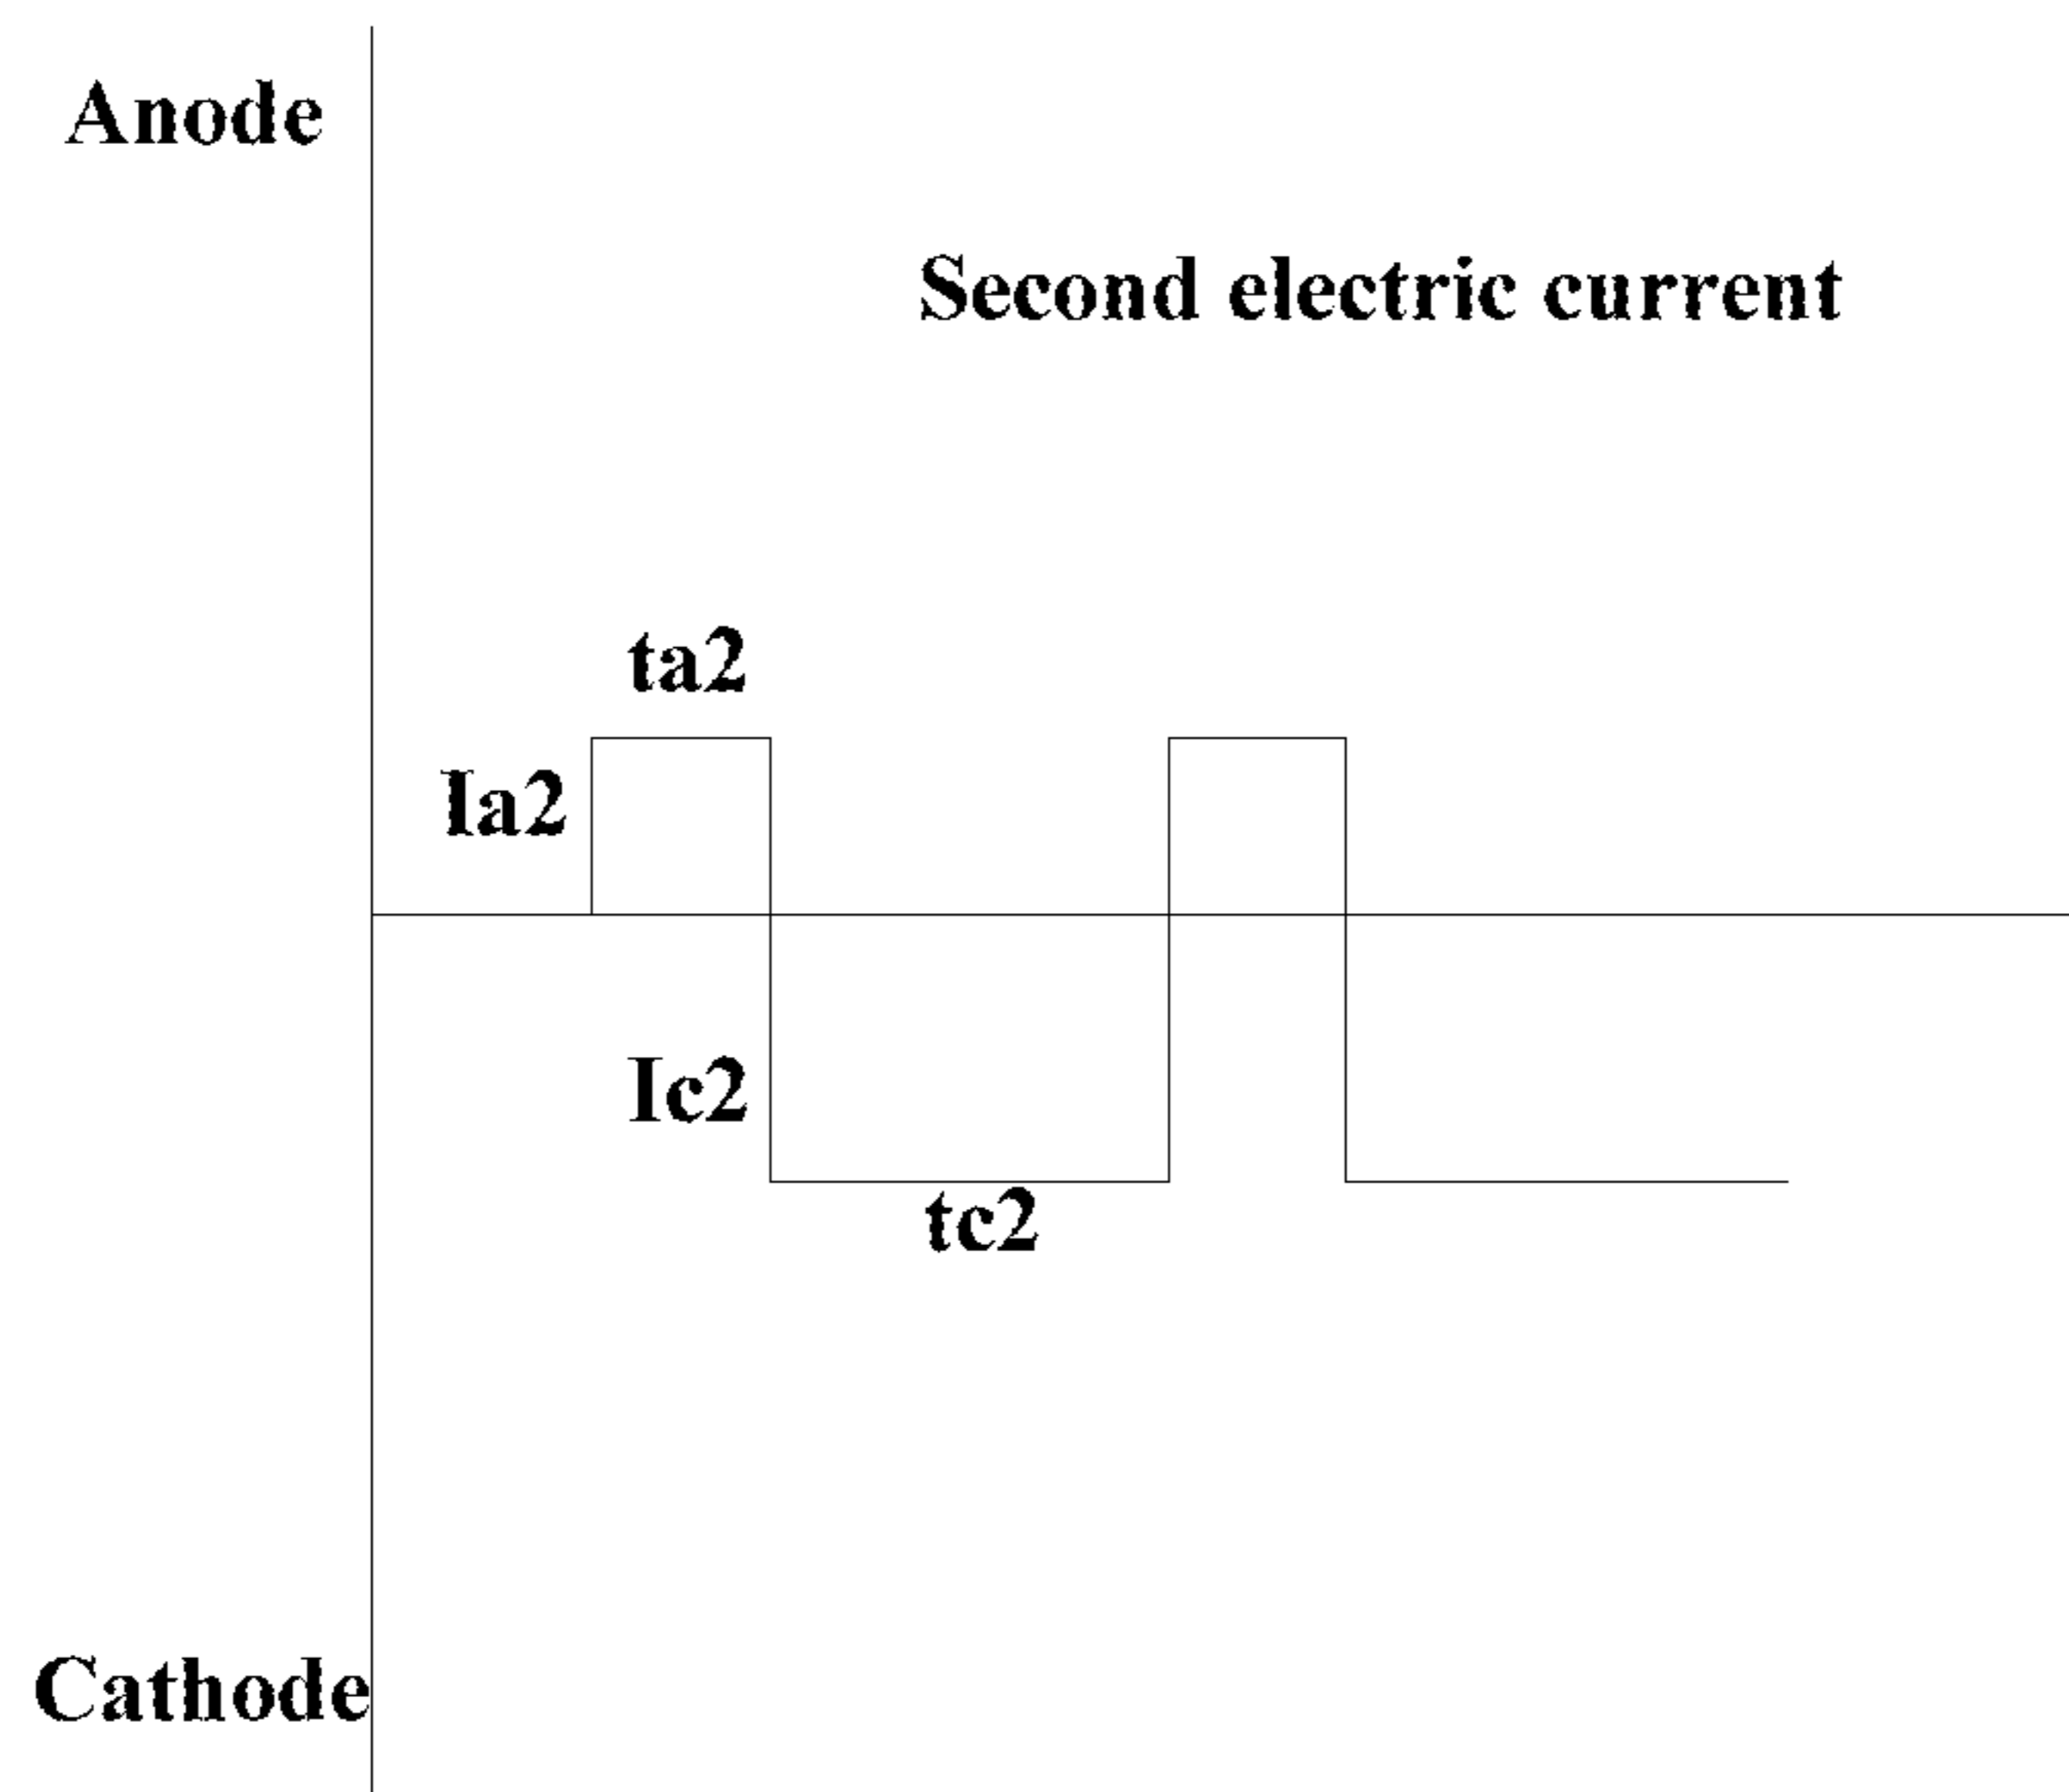 Anode
Second electric current
ta2
Ia2
Ic2
tc2
Cathode